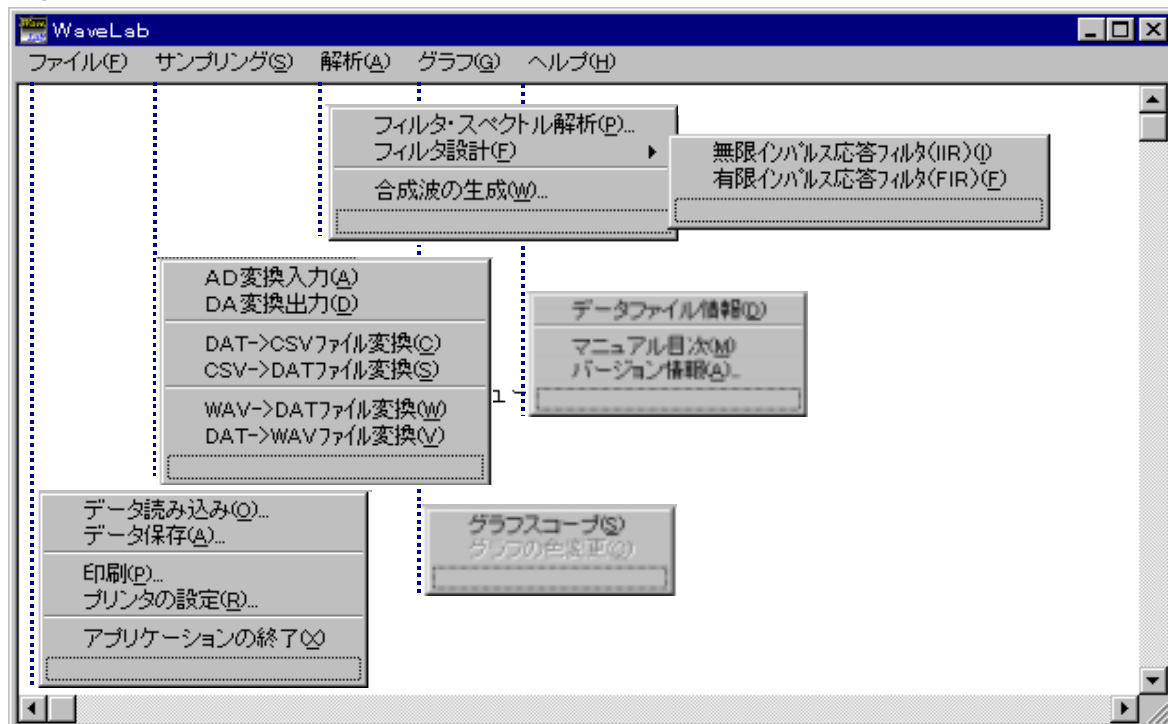 WaveLab
ファイル(F) サンプリング(S) 解析(A) グラフ(G) ヘルプ(H)
フィルタ・スペクトル解析(P)...
フィルタ設計(F)
合成波の生成(W)...
無限インパルス応答フィルタ(IIR)(I)
有限インパルス応答フィルタ(FIR)(F)
AD変換入力(A)
DA変換出力(D)
DAT->CSVファイル変換(C)
CSV->DATファイル変換(S)
WAV->DATファイル変換(W)
DAT->WAVファイル変換(V)
データファイル情報(D)
マニュアル目次(M)
バージョン情報(A)...
データ読み込み(O)...
データ保存(A)...
印刷(P)...
プリンタの設定(R)...
アプリケーションの終了(X)
グラフスコープ(S)
グラフの色変更(C)